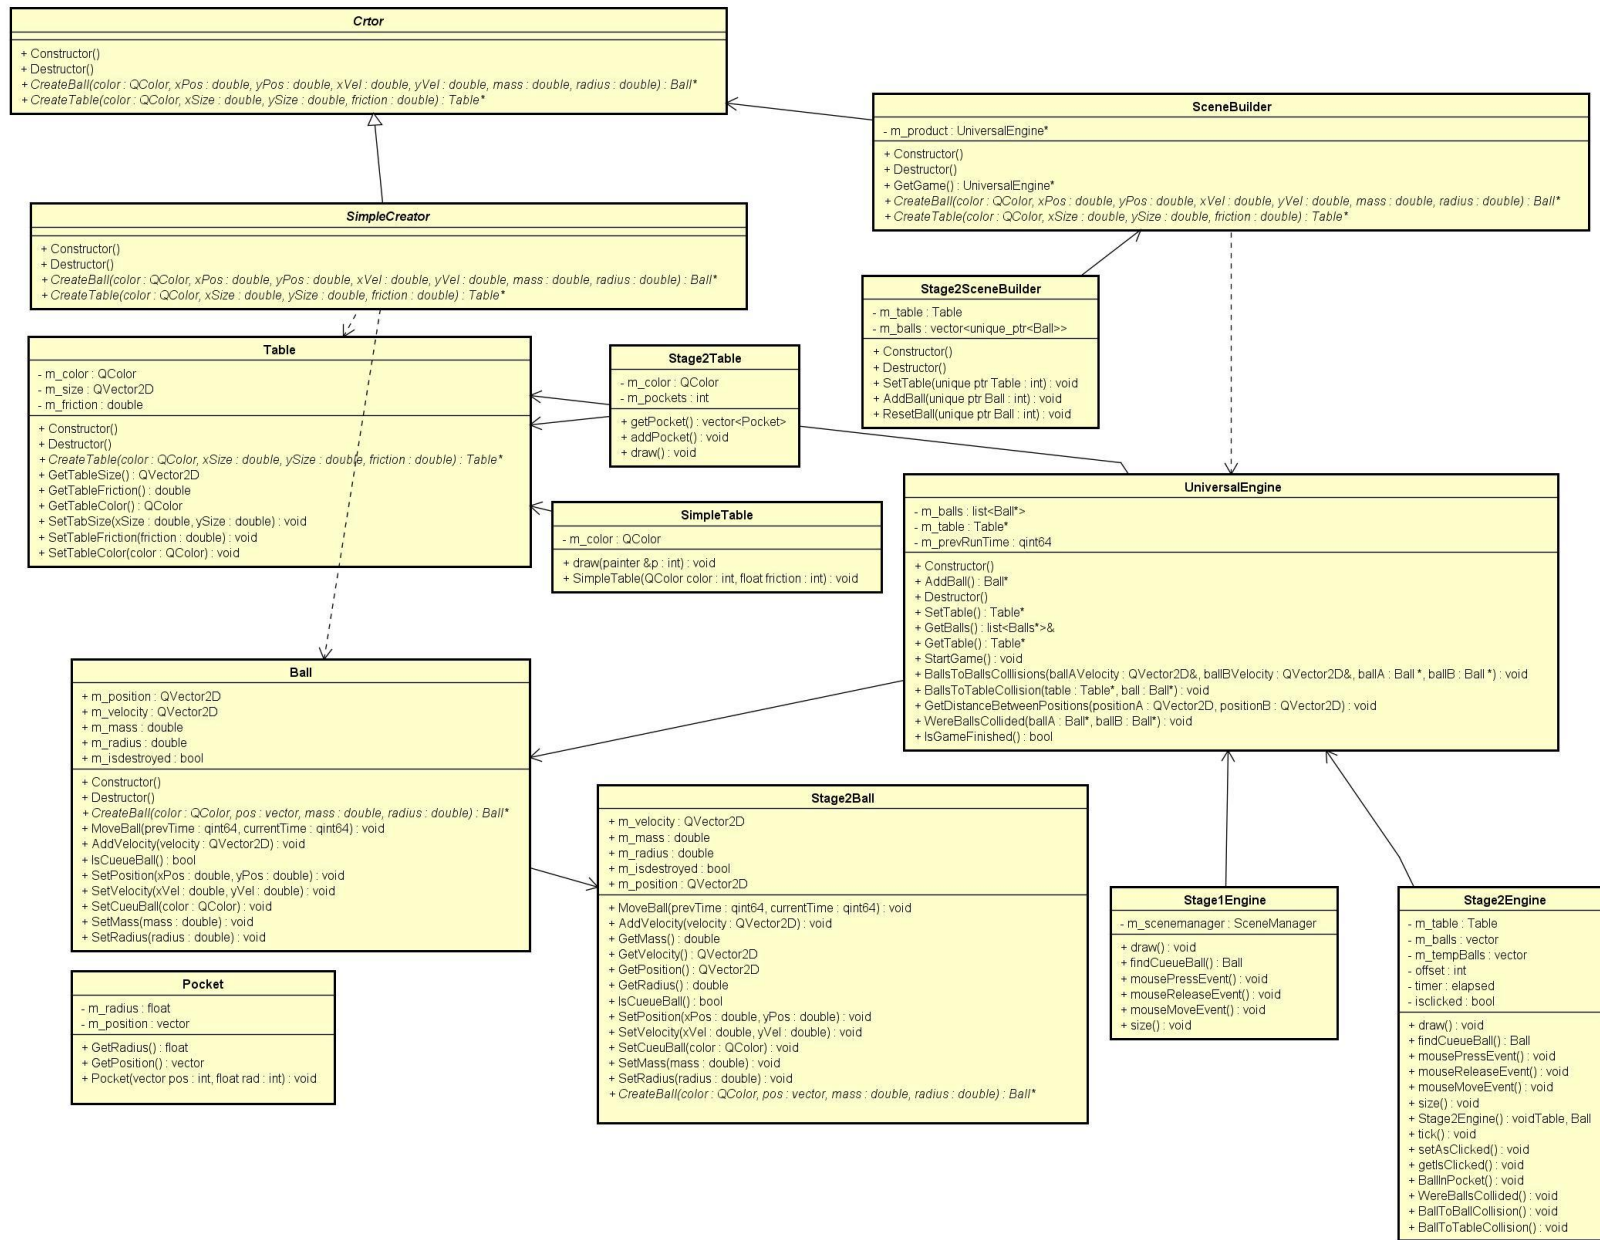 Crtor
+ Constructor()
+ Destructor()
+ CreateBall(color : QColor, xPos : double, yPos : double, xVel : double, yVel : double, mass : double, radius : double) : Ball*
+ CreateTable(color : QColor, xSize : double, ySize : double, friction : double) : Table*
SceneBuilder
- m_product : UniversalEngine*
+ Constructor()
+ Destructor()
+ GetGame() : UniversalEngine*
+ CreateBall(color : QColor, xPos : double, yPos : double, xVel : double, yVel : double, mass : double, radius : double) : Ball*
+ CreateTable(color : QColor, xSize : double, ySize : double, friction : double) : Table*
SimpleCreator
+ Constructor()
+ Destructor()
+ CreateBall(color : QColor, xPos : double, yPos : double, xVel : double, yVel : double, mass : double, radius : double) : Ball*
+ CreateTable(color : QColor, xSize : double, ySize : double, friction : double) : Table*
Stage2SceneBuilder
- m_table : Table
- m_balls : vector<unique_ptr<Ball>>
+ Constructor()
+ Destructor()
+ SetTable(unique ptr Table : int) : void
+ AddBall(unique ptr Ball : int) : void
+ ResetBall(unique ptr Ball : int) : void
Table
- m_color : QColor
- m_size : QVector2D
- m_friction : double
+ Constructor()
+ Destructor()
+ CreateTable(color : QColor, xSize : double, ySize : double, friction : double) : Table*
+ GetTableSize() : QVector2D
+ GetTableFriction() : double
+ GetTableColor() : QColor
+ SetTabSize(xSize : double, ySize : double) : void
+ SetTableFriction(friction : double) : void
+ SetTableColor(color : QColor) : void
Stage2Table
- m_color : QColor
- m_pockets : int
+ getPocket() : vector<Pocket>
+ addPocket() : void
+ draw() : void
SimpleTable
- m_color : QColor
+ draw(painter &p : int) : void
+ SimpleTable(QColor color : int, float friction : int) : void
UniversalEngine
- m_balls : list<Ball*>
- m_table : Table*
- m_prevRunTime : qint64
+ Constructor()
+ AddBall() : Ball*
+ Destructor()
+ SetTable() : Table*
+ GetBalls() : list<Balls*>&
+ GetTable() : Table*
+ StartGame() : void
+ BallsToBallsColllisions(ballAVelocity : QVector2D&, ballBVelocity : QVector2D&, ballA : Ball *, ballB : Ball *) : void
+ BallsToTableCollision(table : Table*, ball : Ball*) : void
+ GetDistanceBetweenPositions(positionA : QVector2D, positionB : QVector2D) : void
+ WereBallsCollided(ballA : Ball*, ballB : Ball*) : void
+ IsGameFinished() : bool
Ball
+ m_position : QVector2D
+ m_velocity : QVector2D
+ m_mass : double
+ m_radius : double
+ m_isdestroyed : bool
+ Constructor()
+ Destructor()
+ CreateBall(color : QColor, pos : vector, mass : double, radius : double) : Ball*
+ MoveBall(prevTime : qint64, currentTime : qint64) : void
+ AddVelocity(velocity : QVector2D) : void
+ IsCueueBall() : bool
+ SetPosition(xPos : double, yPos : double) : void
+ SetVelocity(xVel : double, yVel : double) : void
+ SetCueuBall(color : QColor) : void
+ SetMass(mass : double) : void
+ SetRadius(radius : double) : void
Stage2Ball
+ m_velocity : QVector2D
+ m_mass : double
+ m_radius : double
+ m_isdestroyed : bool
+ m_position : QVector2D
+ MoveBall(prevTime : qint64, currentTime : qint64) : void
+ AddVelocity(velocity : QVector2D) : void
+ GetMass() : double
+ GetVelocity() : QVector2D
+ GetPosition() : QVector2D
+ GetRadius() : double
+ IsCueueBall() : bool
+ SetPosition(xPos : double, yPos : double) : void
+ SetVelocity(xVel : double, yVel : double) : void
+ SetCueuBall(color : QColor) : void
+ SetMass(mass : double) : void
+ SetRadius(radius : double) : void
+ CreateBall(color : QColor, pos : vector, mass : double, radius : double) : Ball*
Pocket
- m_radius : float
- m_position : vector
+ GetRadius() : float
+ GetPosition() : vector
+ Pocket(vector pos : int, float rad : int) : void
Stage1Engine
- m_scenemanager : SceneManager
+ draw() : void
+ findCueueBall() : Ball
+ mousePressEvent() : void
+ mouseReleaseEvent() : void
+ mouseMoveEvent() : void
+ size() : void
Stage2Engine
- m_table : Table
- m_balls : vector
- m_tempBalls : vector
- offset : int
- timer : elapsed
- isclicked : bool
+ draw() : void
+ findCueueBall() : Ball
+ mousePressEvent() : void
+ mouseReleaseEvent() : void
+ mouseMoveEvent() : void
+ size() : void
+ Stage2Engine() : voidTable, Ball
+ tick() : void
+ setAsClicked() : void
+ getIsClicked() : void
+ BallInPocket() : void
+ WereBallsCollided() : void
+ BallToBallCollision() : void
+ BallToTableCollision() : void